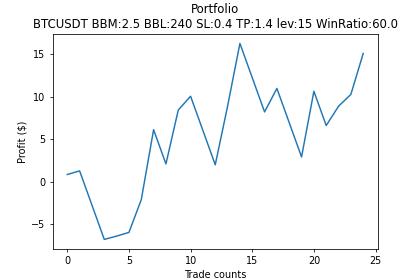 Portfolio
BTCUSDT BBM:2.5 BBL:240 SL:0.4 TP:1.4 lev:15 WinRatio:60.0
15
10
5
0
−5
Profit ($)
0 5 10 15 20 25
Trade counts